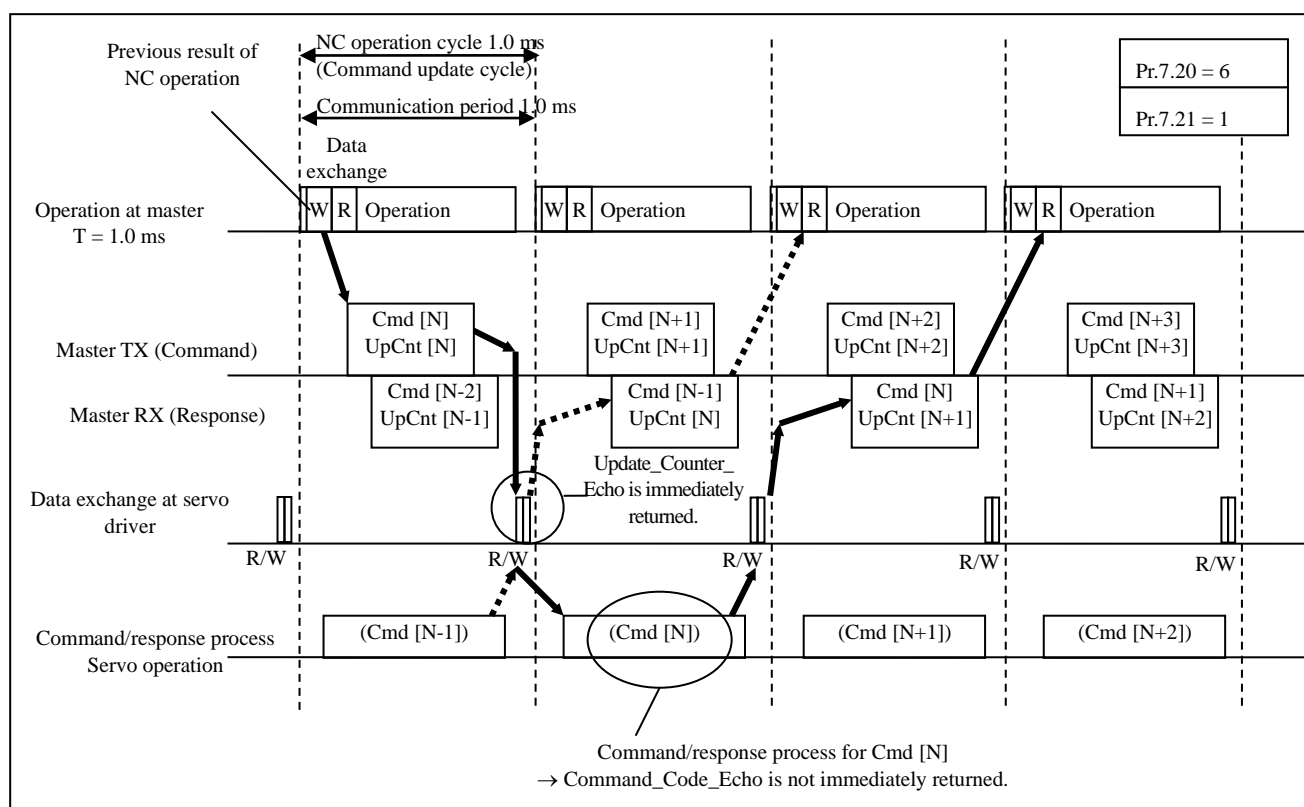 NC operation cycle 1.0 ms
(Command update cycle)
Previous result of
NC operation
Communication period 1.0 ms
Pr.7.20 = 6
Pr.7.21 = 1
Data
exchange
Operation at master
T = 1.0 ms
W R Operation
W R Operation
W R Operation
W R Operation
Master TX (Command)
Cmd [N]
UpCnt [N]
Cmd [N+1]
UpCnt [N+1]
Cmd [N+2]
UpCnt [N+2]
Cmd [N+3]
UpCnt [N+3]
Master RX (Response)
Cmd [N-2]
UpCnt [N-1]
Cmd [N-1]
UpCnt [N]
Cmd [N]
UpCnt [N+1]
Cmd [N+1]
UpCnt [N+2]
Update_Counter_
Echo is immediately
returned.
Data exchange at servo
driver
R/W
R/W
R/W
R/W
R/W
Command/response process
Servo operation
(Cmd [N-1])
(Cmd [N])
(Cmd [N+1])
(Cmd [N+2])
Command/response process for Cmd [N]
→ Command_Code_Echo is not immediately returned.